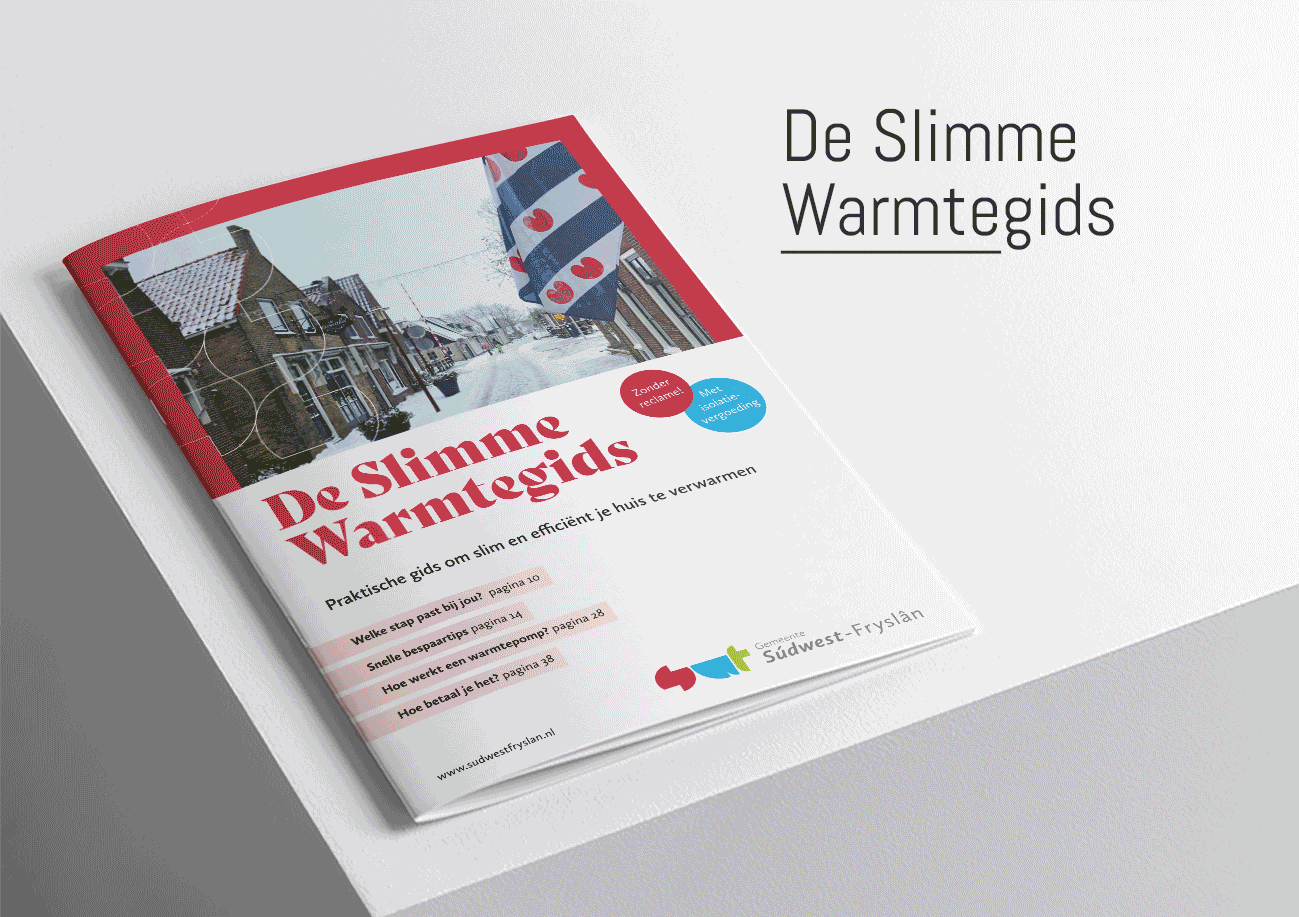 De Slimme
Warmtegids
Zonder
reclame!
Met
isolatie-
vergoeding
De Slimme
Warmtegids
Praktische gids om slim en efficiënt je huis te verwarmen
Welke stap past bij jou? pagina 10
Snelle bespaartips pagina 14
Hoe werkt een warmtepomp? pagina 28
Hoe betaal je het? pagina 38
Gemeente
Súdwest-Fryslân
www.sudwestfryslan.nl